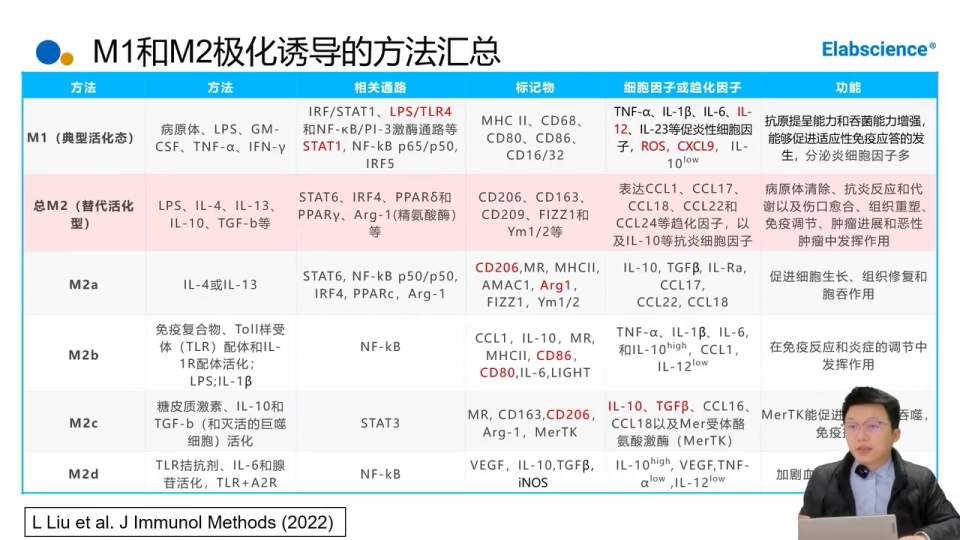 M1和M2极化诱导的方法汇总
Elabscience®
方法 方法 相关通路 标记物 细胞因子或趋化因子 功能
M1（典型活化态）
病原体、LPS、GM-
CSF、TNF-α、IFN-γ
IRF/STAT1、LPS/TLR4
和NF-κB/PI-3激酶通路等
STAT1, NF-kB p65/p50,
IRF5
MHC II、CD68、
CD80、CD86、
CD16/32
TNF-α、IL-1β、IL-6、IL-
12、IL-23等促炎性细胞因
子，ROS，CXCL9， IL-
10low
抗原提呈能力和吞菌能力增强，
能够促进适应性免疫应答的发
生，分泌炎细胞因子多
总M2（替代活化
型）
LPS、IL-4、IL-13、
IL-10、TGF-b等
STAT6、IRF4、PPARδ和
PPARγ、Arg-1(精氨酸酶)
等
CD206、CD163、
CD209、FIZZ1和
Ym1/2等
表达CCL1、CCL17、
CCL18、CCL22和
CCL24等趋化因子，以
及IL-10等抗炎细胞因子
病原体清除、抗炎反应和代
谢以及伤口愈合、组织重塑、
免疫调节、肿瘤进展和恶性
肿瘤中发挥作用
M2a
IL-4或IL-13
STAT6, NF-kB p50/p50,
IRF4, PPARc，Arg-1
CD206,MR, MHCII,
AMAC1, Arg1,
FIZZ1，Ym1/2
IL-10, TGFβ, IL-Ra,
CCL17,
CCL22, CCL18
促进细胞生长、组织修复和
胞吞作用
M2b
免疫复合物、Toll样受
体（TLR）配体和IL-
1R配体活化；
LPS;IL-1β
NF-kB
CCL1，IL-10，MR,
MHCII, CD86,
CD80,IL-6,LIGHT
TNF-α、IL-1β、IL-6,
和IL-10high，CCL1，
IL-12low
在免疫反应和炎症的调节中
发挥作用
M2c
糖皮质激素、IL-10和
TGF-b（和灭活的巨噬
细胞）活化
STAT3
MR, CD163,CD206,
Arg-1，MerTK
IL-10、TGFβ、CCL16、
CCL18以及Mer受体酪
氨酸激酶（MerTK）
MerTK能促进 吞噬，
免疫
M2d
TLR拮抗剂、IL-6和腺
苷活化，TLR+A2R
NF-kB
VEGF，IL-10,TGFβ,
iNOS
IL-10high, VEGF,TNF-
αlow ,IL-12low
加剧血
L Liu et al. J Immunol Methods (2022)